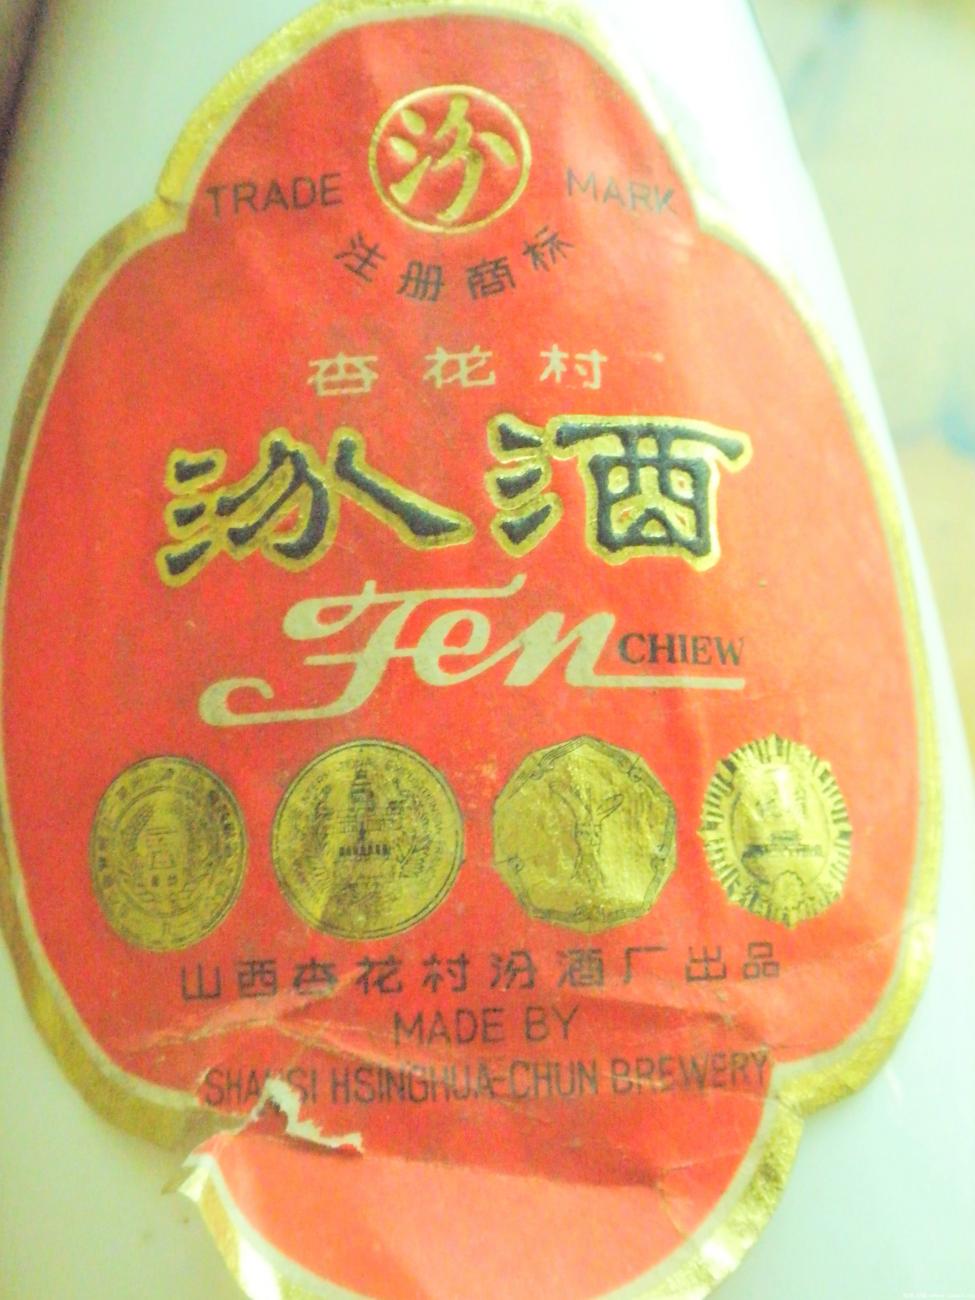 汾
TRADE MARK
注册商标
杏花村
汾酒
Fen CHIEW
山西杏花村汾酒厂出品
MADE BY
SHANSI HSINGHUA-CHUN BREWERY